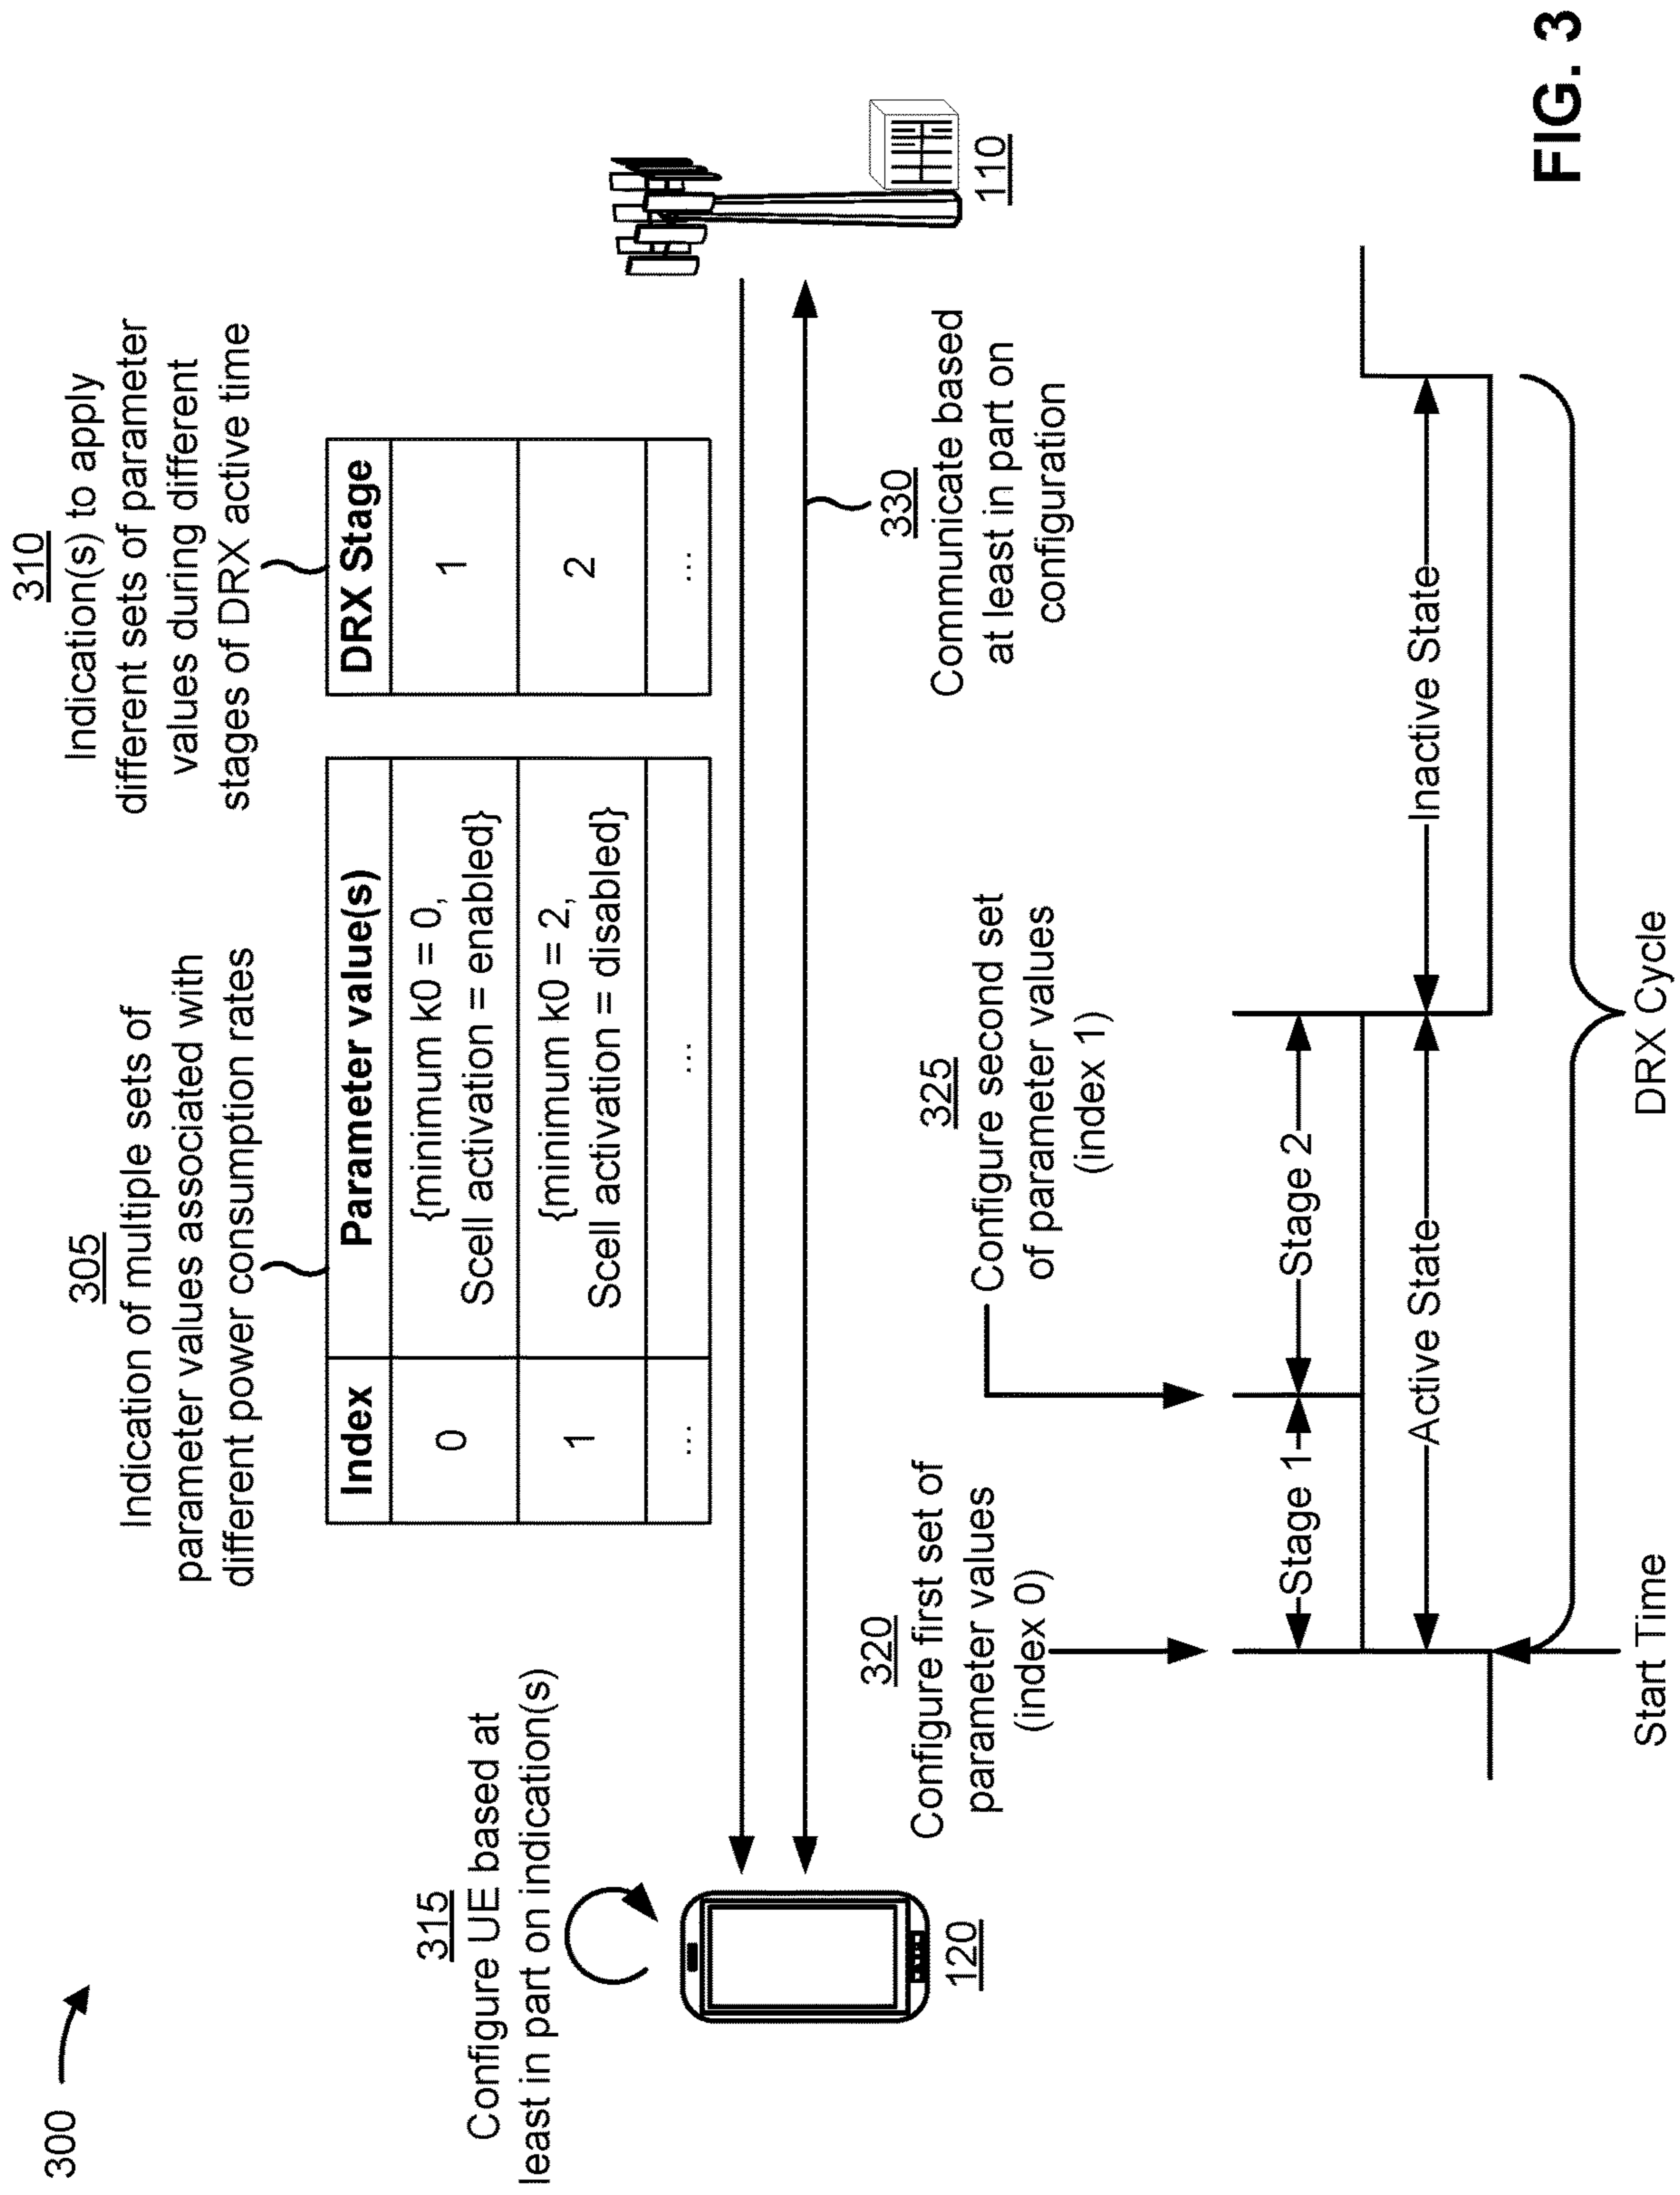 300
305
Indication of multiple sets of
parameter values associated with
different power consumption rates
310
Indication(s) to apply
different sets of parameter
values during different
stages of DRX active time
315
Configure UE based at
least in part on indication(s)
Index
Parameter value(s)
DRX Stage
0
{minimum k0 = 0,
Scell activation = enabled}
1
1
{minimum k0 = 2,
Scell activation = disabled}
2
...
...
...
120
110
320
Configure first set of
parameter values
(index 0)
325
Configure second set
of parameter values
(index 1)
330
Communicate based
at least in part on
configuration
Stage 1
Stage 2
Active State
Inactive State
Start Time
DRX Cycle
FIG. 3